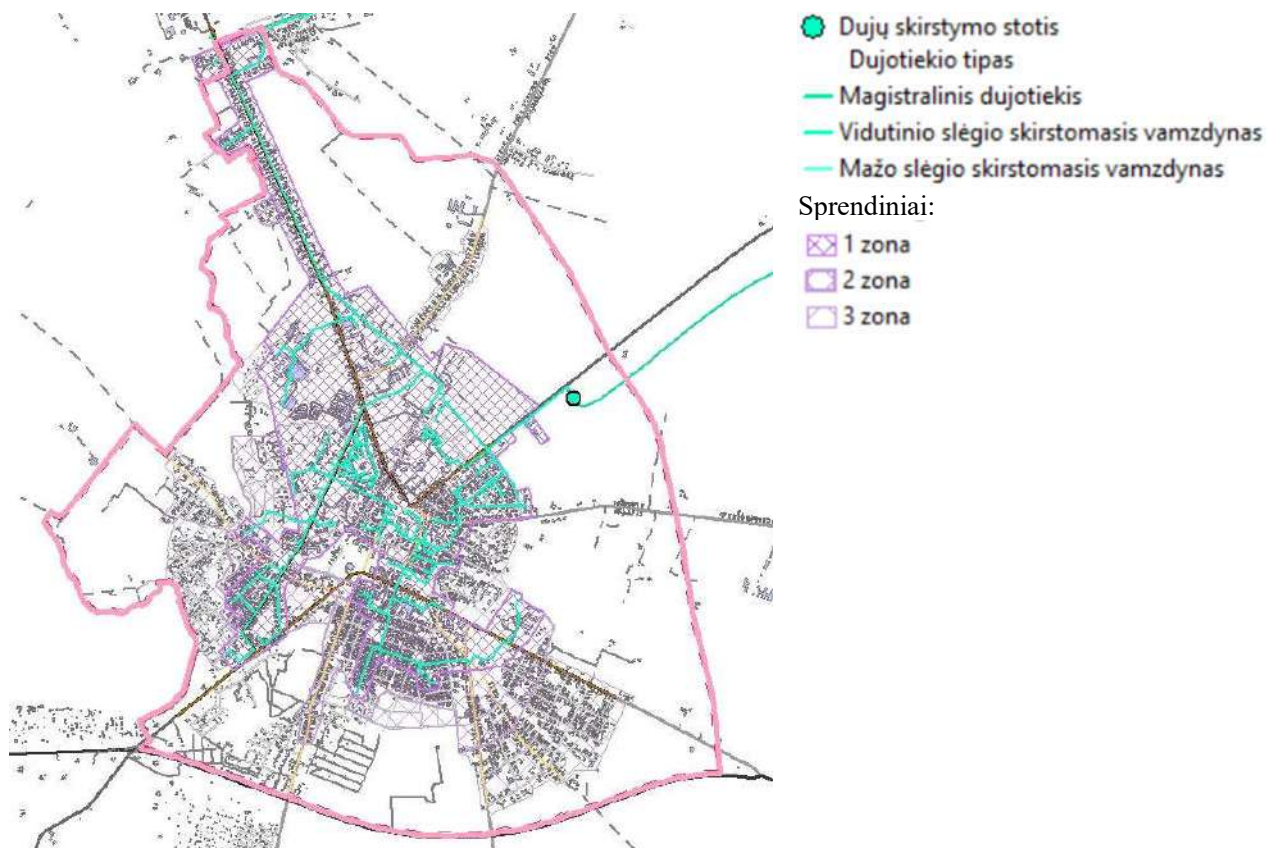 Dujų skirstymo stotis
Dujotiekio tipas
Magistralinis dujotiekis
Vidutinio slėgio skirstomasis vamzdynas
Mažo slėgio skirstomasis vamzdynas
Sprendiniai:
1 zona
2 zona
3 zona